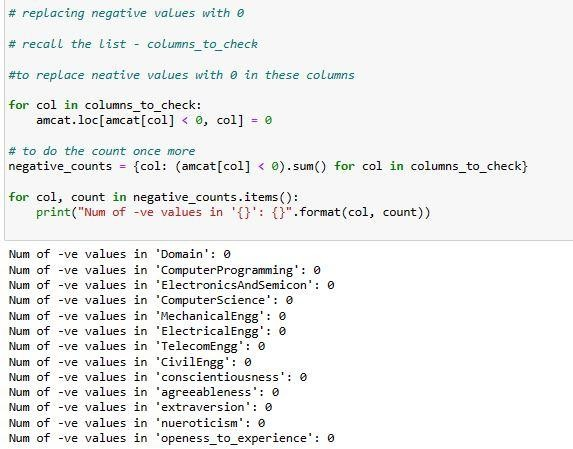 # replacing negative values with 0
# recall the list - columns_to_check
#to replace neative values with 0 in these columns
for col in columns_to_check:
    amcat.loc[amcat[col] < 0, col] = 0
# to do the count once more
negative_counts = {col: (amcat[col] < 0).sum() for col in columns_to_check}
for col, count in negative_counts.items():
    print("Num of -ve values in '{}': {}".format(col, count))
Num of -ve values in 'Domain': 0
Num of -ve values in 'ComputerProgramming': 0
Num of -ve values in 'ElectronicsAndSemicon': 0
Num of -ve values in 'ComputerScience': 0
Num of -ve values in 'MechanicalEngg': 0
Num of -ve values in 'ElectricalEngg': 0
Num of -ve values in 'TelecomEngg': 0
Num of -ve values in 'CivilEngg': 0
Num of -ve values in 'conscientiousness': 0
Num of -ve values in 'agreeableness': 0
Num of -ve values in 'extraversion': 0
Num of -ve values in 'nueroticism': 0
Num of -ve values in 'openess_to_experience': 0